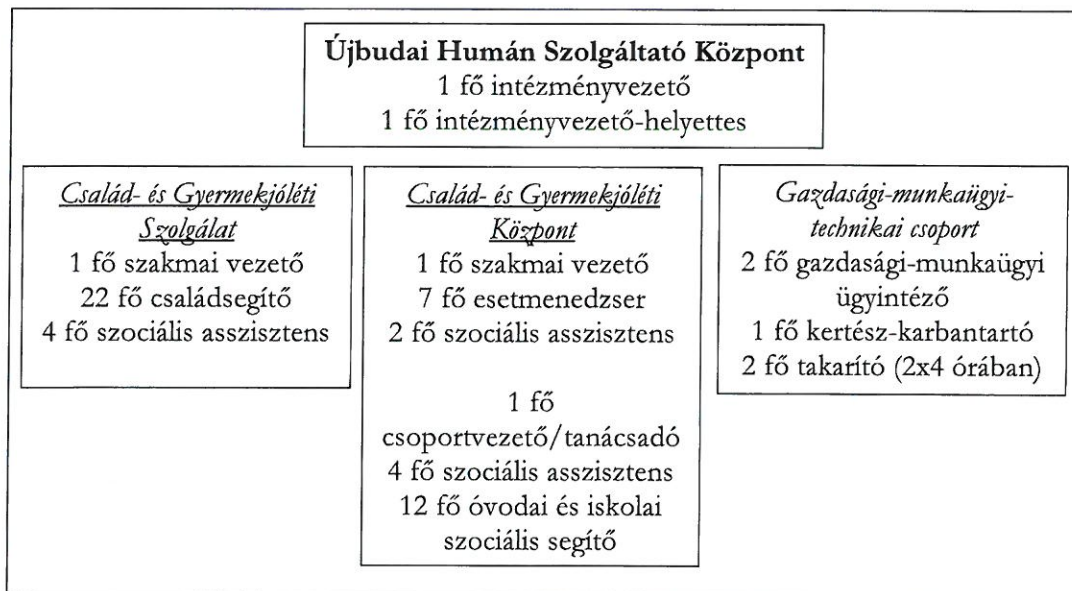 Újbudai Humán Szolgáltató Központ
1 fő intézményvezető
1 fő intézményvezető-helyettes
Család- és Gyermekjóléti
Szolgálat
1 fő szakmai vezető
22 fő családsegítő
4 fő szociális asszisztens
Család- és Gyermekjóléti
Központ
1 fő szakmai vezető
7 fő esetmenedzser
2 fő szociális asszisztens
1 fő
csoportvezető/tanácsadó
4 fő szociális asszisztens
12 fő óvodai és iskolai
szociális segítő
Gazdasági-munkaügyi-
technikai csoport
2 fő gazdasági-munkaügyi
ügyintéző
1 fő kertész-karbantartó
2 fő takarító (2x4 órában)